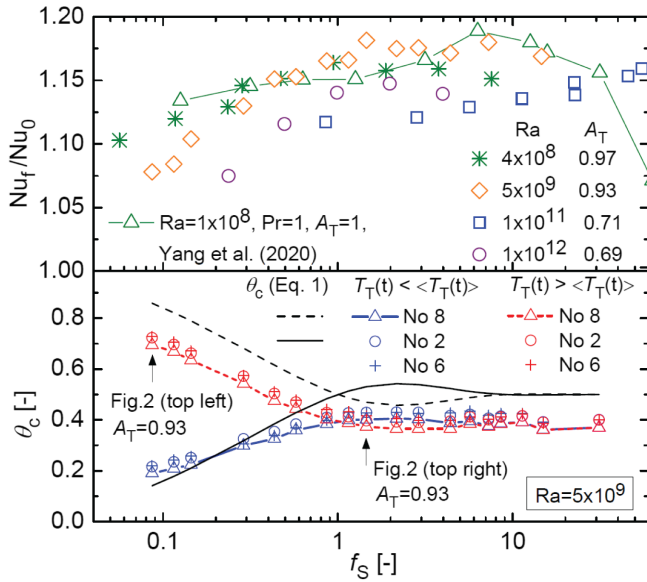 1.20
1.15
1.10
1.05
1.00
Nu_f/Nu_0
Ra A_T
4x10^8 0.97
5x10^9 0.93
1x10^11 0.71
1x10^12 0.69
Ra=1x10^8, Pr=1, A_T=1,
Yang et al. (2020)
θ_c (Eq. 1) T_T(t) < <T_T(t)> T_T(t) > <T_T(t)>
No 8 No 8
No 2 No 2
No 6 No 6
0.8
0.6
0.4
0.2
0.0
θ_c [-]
Fig.2 (top left)
A_T=0.93
Fig.2 (top right)
A_T=0.93
Ra=5x10^9
0.1 1 10
f_S [-]